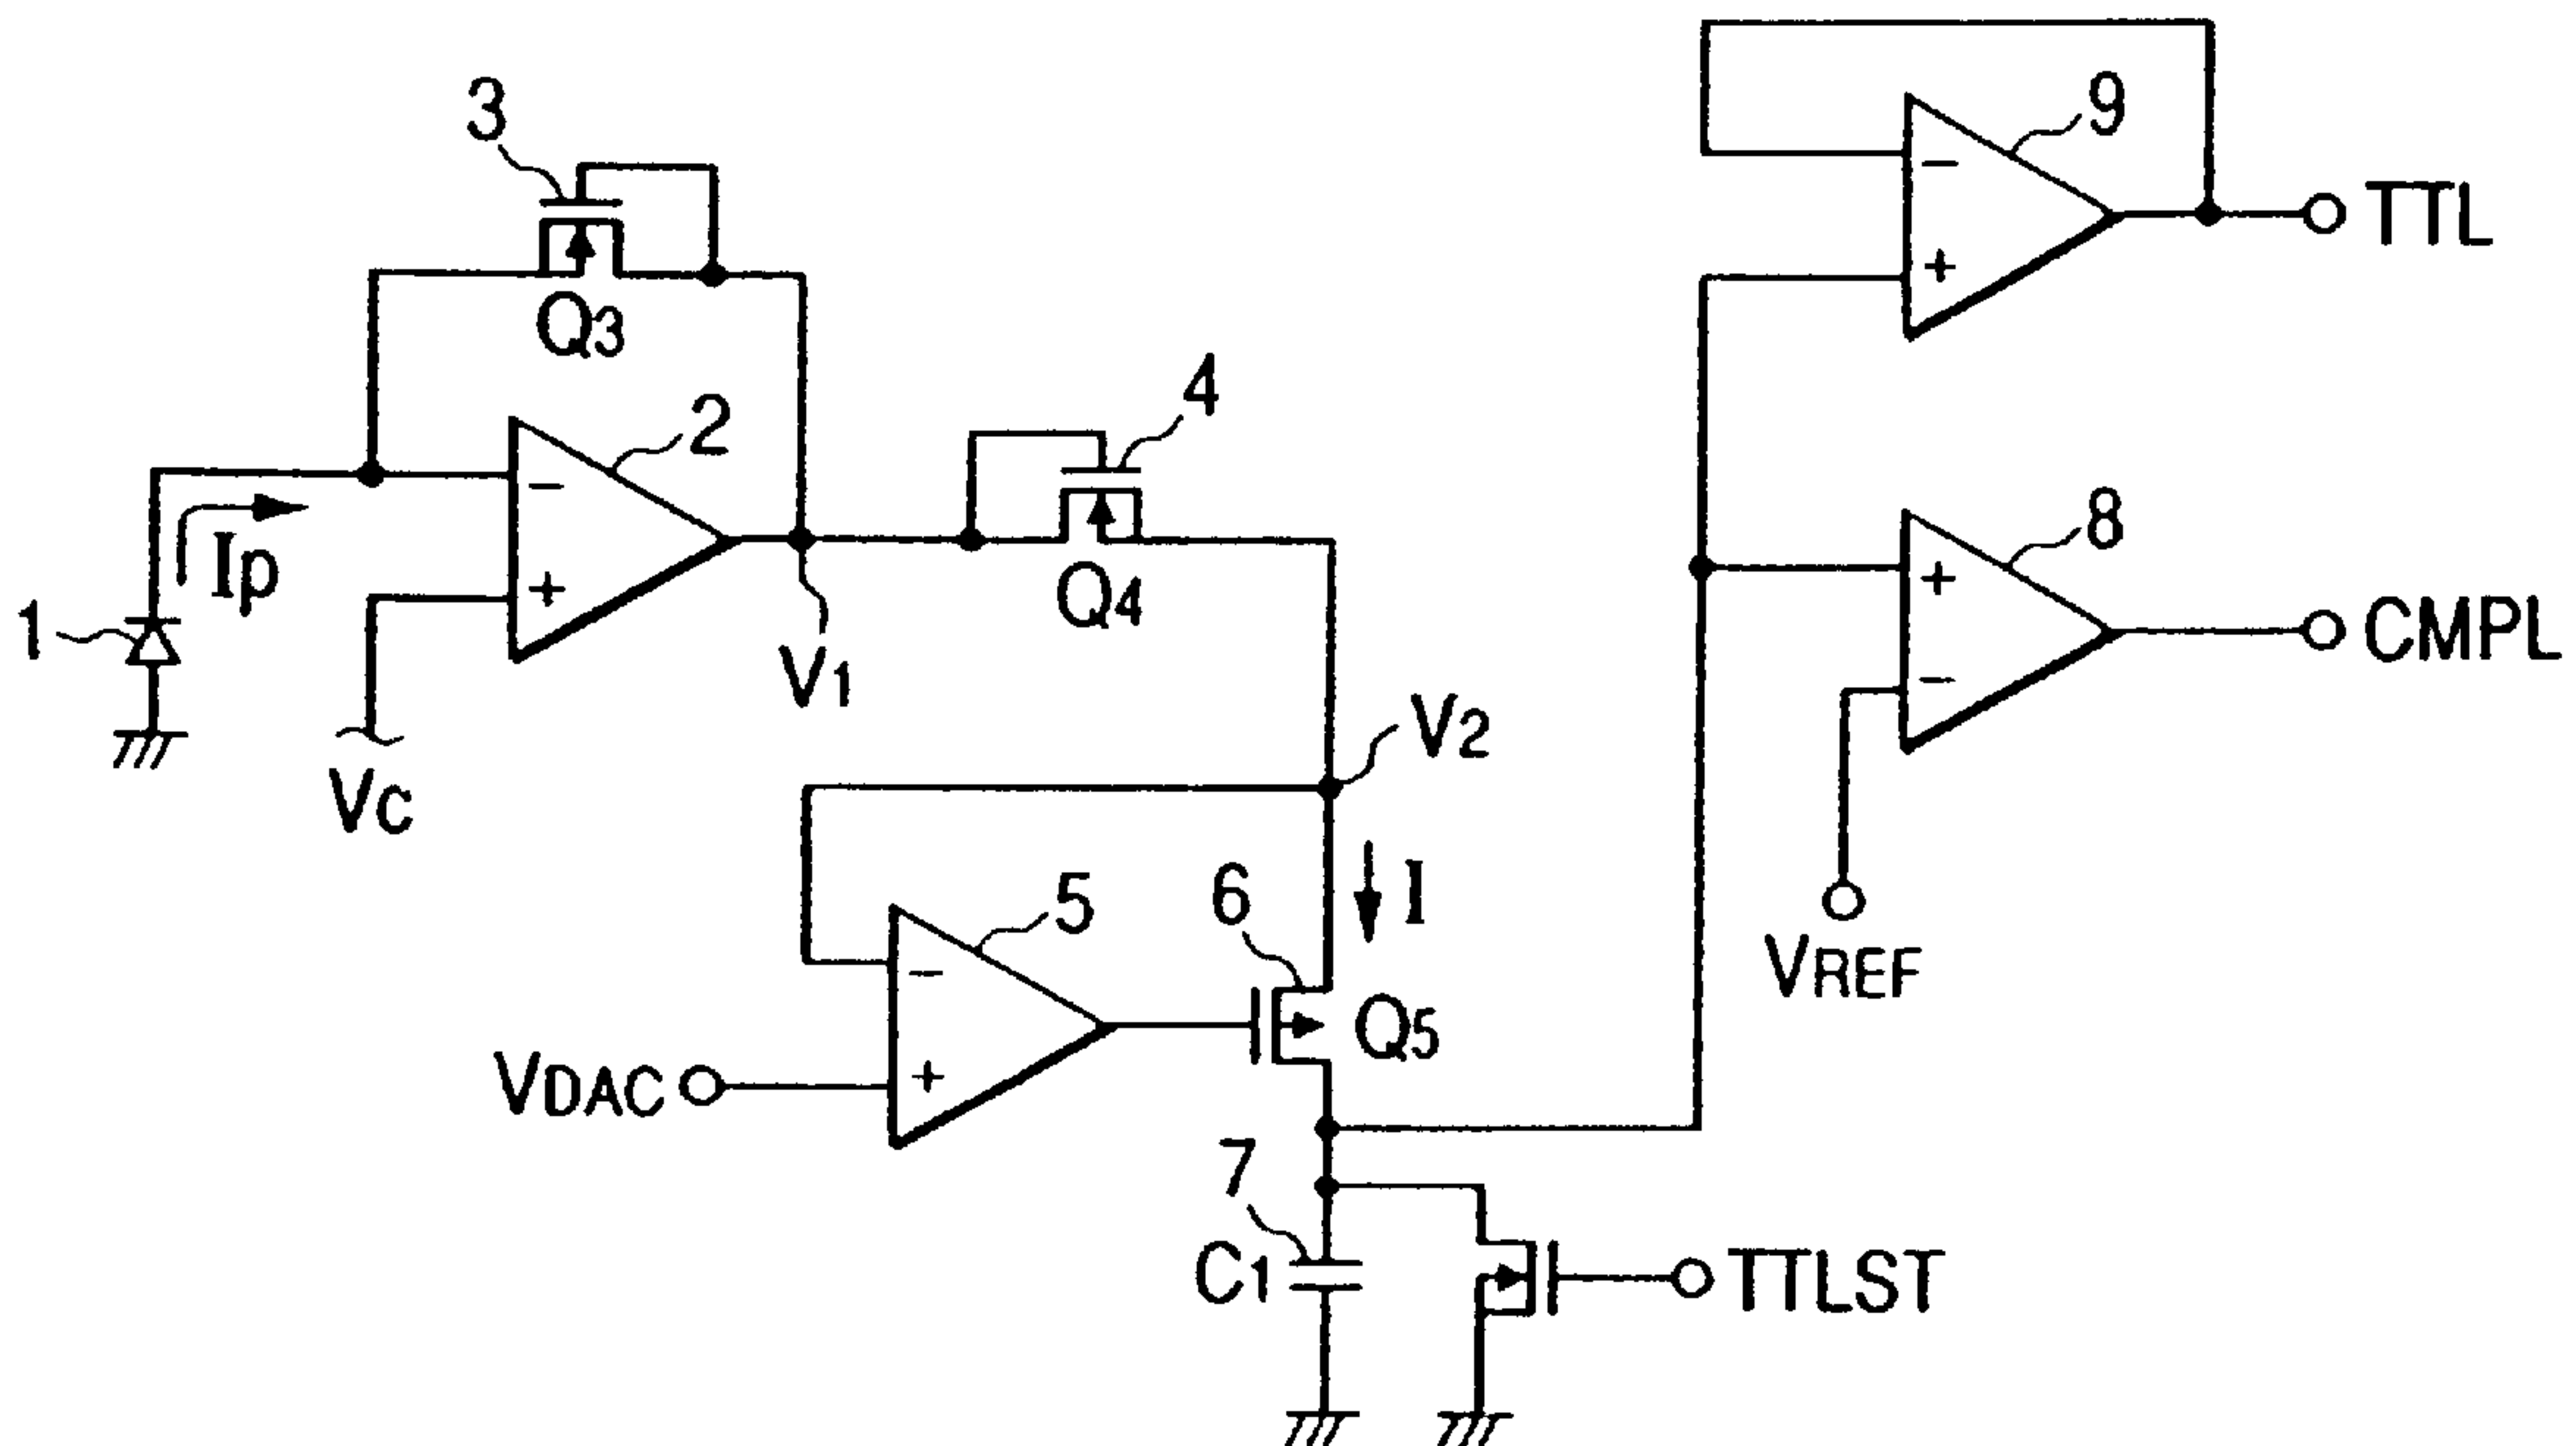 3
Q3
9
−
+
TTL
2
−
+
4
Q4
Ip
1
VC
V1
V2
8
+
−
CMPL
VREF
5
−
+
6
I
Q5
VDAC
7
C1
TTLST